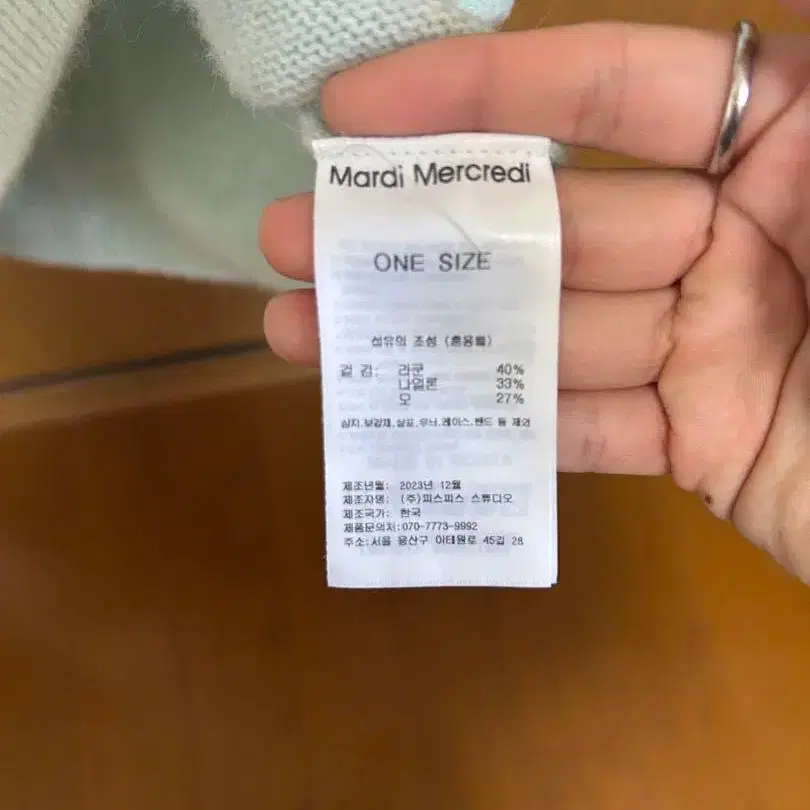 Mardi Mercredi
ONE SIZE
섬유의 조성 (혼용률)
겉 감: 라쿤 40%
나일론 33%
모 27%
심지,보강재,상표,무늬,레이스,밴드 등 제외
제조년월: 2023년 12월
제조자명: (주)피스피스 스튜디오
제조국가: 한국
제품문의처:070-7773-9992
주소:서울 용산구 이태원로 45길 28